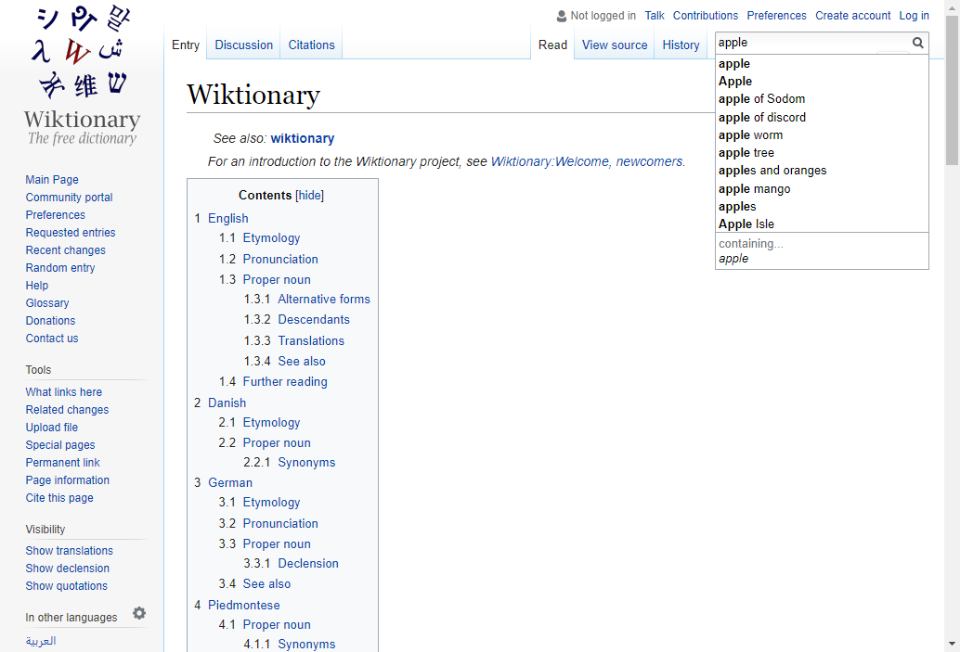 Not logged in Talk Contributions Preferences Create account Log in
Entry Discussion Citations Read View source History apple
Wiktionary
The free dictionary
Main Page
Community portal
Preferences
Requested entries
Recent changes
Random entry
Help
Glossary
Donations
Contact us
Tools
What links here
Related changes
Upload file
Special pages
Permanent link
Page information
Cite this page
Visibility
Show translations
Show declension
Show quotations
In other languages
العربية
Wiktionary
See also: wiktionary
For an introduction to the Wiktionary project, see Wiktionary:Welcome, newcomers.
Contents [hide]
1 English
1.1 Etymology
1.2 Pronunciation
1.3 Proper noun
1.3.1 Alternative forms
1.3.2 Descendants
1.3.3 Translations
1.3.4 See also
1.4 Further reading
2 Danish
2.1 Etymology
2.2 Proper noun
2.2.1 Synonyms
3 German
3.1 Etymology
3.2 Pronunciation
3.3 Proper noun
3.3.1 Declension
3.4 See also
4 Piedmontese
4.1 Proper noun
4.1.1 Synonyms
apple
Apple
apple of Sodom
apple of discord
apple worm
apple tree
apples and oranges
apple mango
apples
Apple Isle
containing...
apple